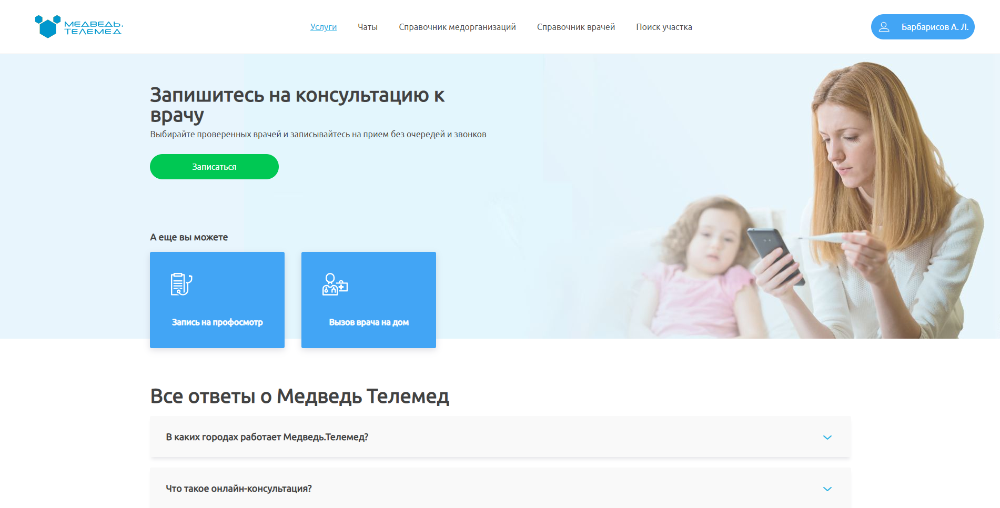 МЕДВЕДЬ.
ТЕЛЕМЕД
Услуги
Чаты
Справочник медорганизаций
Справочник врачей
Поиск участка
Барбарисов А. Л.
Запишитесь на консультацию к
врачу
Выбирайте проверенных врачей и записывайтесь на прием без очередей и звонков
Записаться
А еще вы можете
Запись на профосмотр
Вызов врача на дом
Все ответы о Медведь Телемед
В каких городах работает Медведь.Телемед?
Что такое онлайн-консультация?